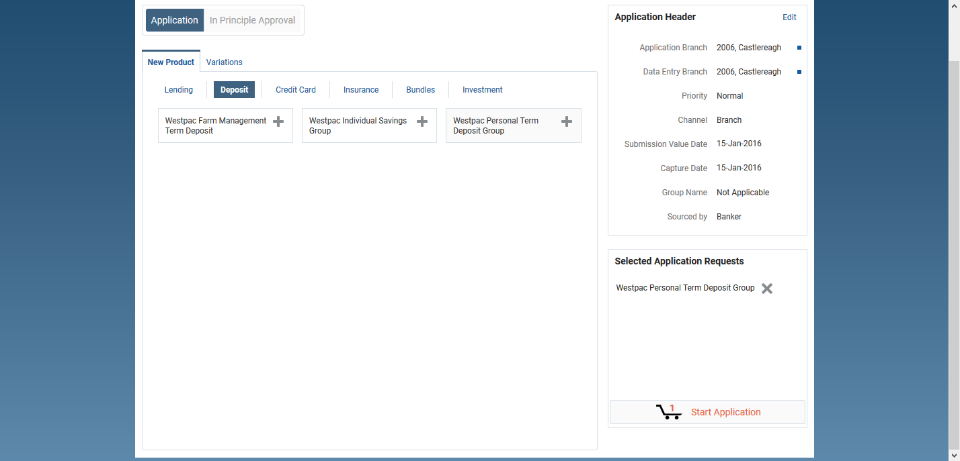 Application
In Principle Approval
New Product
Variations
Lending
Deposit
Credit Card
Insurance
Bundles
Investment
Westpac Farm Management
Term Deposit
Westpac Individual Savings
Group
Westpac Personal Term
Deposit Group
Application Header
Edit
Application Branch 2006, Castlereagh
Data Entry Branch 2006, Castlereagh
Priority Normal
Channel Branch
Submission Value Date 15-Jan-2016
Capture Date 15-Jan-2016
Group Name Not Applicable
Sourced by Banker
Selected Application Requests
Westpac Personal Term Deposit Group
1 Start Application